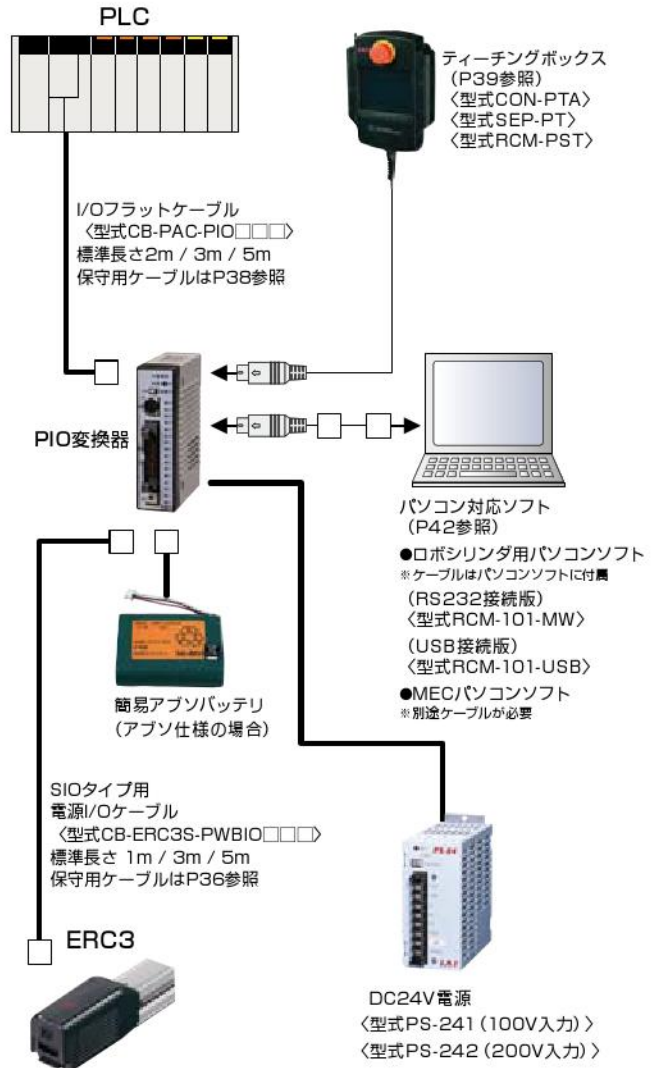 PLC
ティーチングボックス
(P39参照)
〈型式CON-PTA〉
〈型式SEP-PT〉
〈型式RCM-PST〉
I/Oフラットケーブル
〈型式CB-PAC-PIO□□□〉
標準長さ2m / 3m / 5m
保守用ケーブルはP38参照
PIO変換器
パソコン対応ソフト
(P42参照)
●ロボシリンダ用パソコンソフト
※ケーブルはパソコンソフトに付属
(RS232接続版)
〈型式RCM-101-MW〉
(USB接続版)
〈型式RCM-101-USB〉
●MECパソコンソフト
※別途ケーブルが必要
簡易アブソバッテリ
(アブソ仕様の場合)
SIOタイプ用
電源I/Oケーブル
〈型式CB-ERC3S-PWBIO□□□〉
標準長さ 1m / 3m / 5m
保守用ケーブルはP36参照
ERC3
PS-24
DC24V電源
〈型式PS-241(100V入力)〉
〈型式PS-242(200V入力)〉